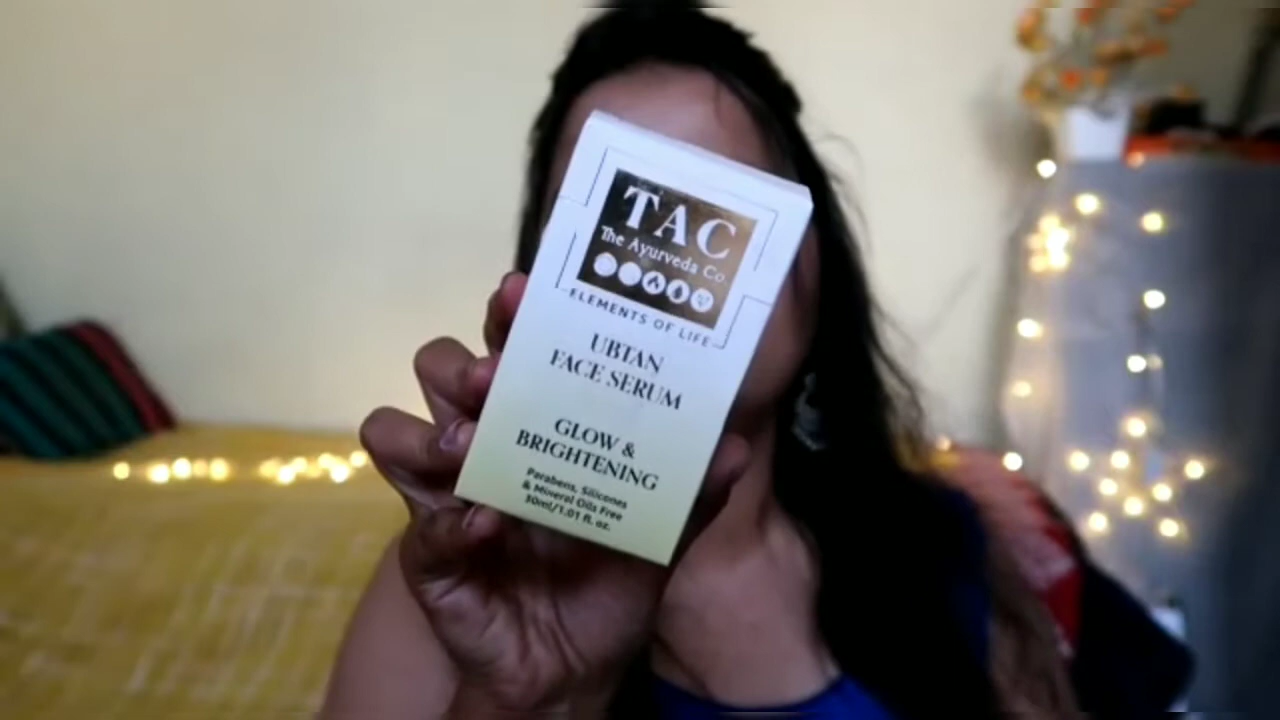 TAC
The Ayurveda Co
ELEMENTS OF LIFE
UBTAN
FACE SERUM
GLOW &
BRIGHTENING
Parabens, Silicones
& Mineral Oils Free
30ml/1.01 fl. oz.